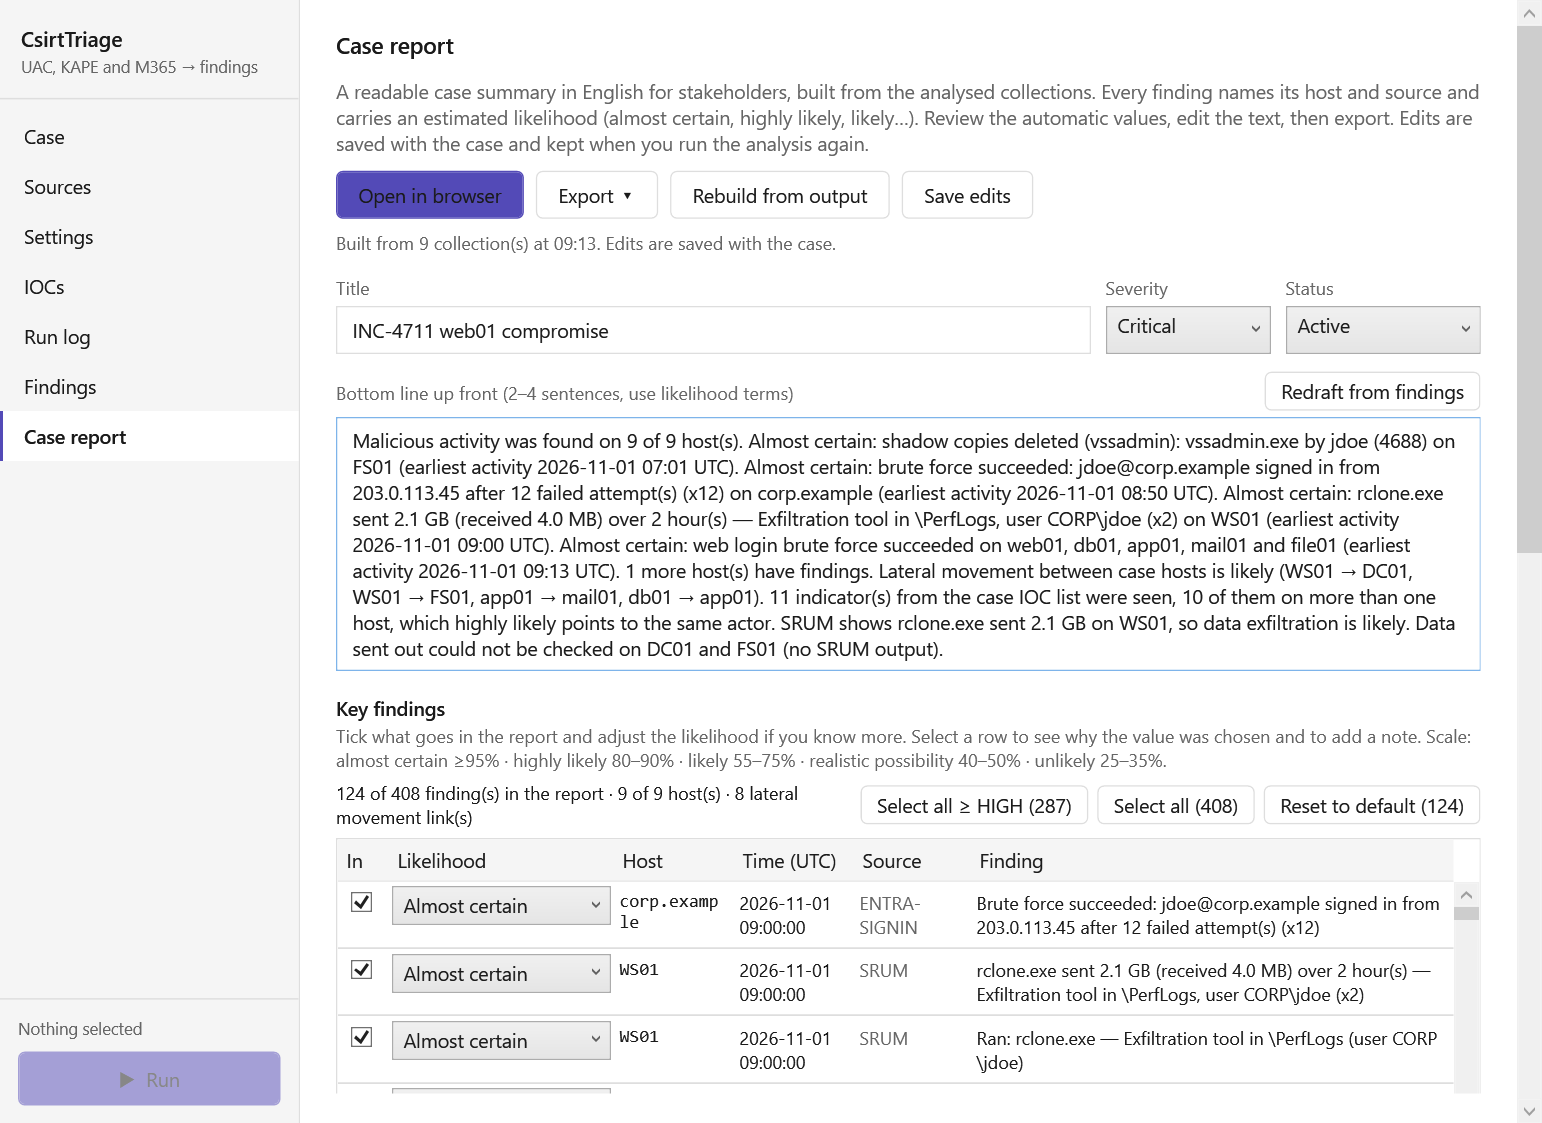 CsirtTriage
UAC, KAPE and M365 → findings
Case
Sources
Settings
IOCs
Run log
Findings
Case report
Nothing selected
Run
Case report
A readable case summary in English for stakeholders, built from the analysed collections. Every finding names its host and source and
carries an estimated likelihood (almost certain, highly likely, likely...). Review the automatic values, edit the text, then export. Edits are
saved with the case and kept when you run the analysis again.
Open in browser
Export ▾
Rebuild from output
Save edits
Built from 9 collection(s) at 09:13. Edits are saved with the case.
Title
Severity
Status
INC-4711 web01 compromise
Critical
Active
Bottom line up front (2–4 sentences, use likelihood terms)
Redraft from findings
Malicious activity was found on 9 of 9 host(s). Almost certain: shadow copies deleted (vssadmin): vssadmin.exe by jdoe (4688) on
FS01 (earliest activity 2026-11-01 07:01 UTC). Almost certain: brute force succeeded: jdoe@corp.example signed in from
203.0.113.45 after 12 failed attempt(s) (x12) on corp.example (earliest activity 2026-11-01 08:50 UTC). Almost certain: rclone.exe
sent 2.1 GB (received 4.0 MB) over 2 hour(s) — Exfiltration tool in \PerfLogs, user CORP\jdoe (x2) on WS01 (earliest activity
2026-11-01 09:00 UTC). Almost certain: web login brute force succeeded on web01, db01, app01, mail01 and file01 (earliest
activity 2026-11-01 09:13 UTC). 1 more host(s) have findings. Lateral movement between case hosts is likely (WS01 → DC01,
WS01 → FS01, app01 → mail01, db01 → app01). 11 indicator(s) from the case IOC list were seen, 10 of them on more than one
host, which highly likely points to the same actor. SRUM shows rclone.exe sent 2.1 GB on WS01, so data exfiltration is likely. Data
sent out could not be checked on DC01 and FS01 (no SRUM output).
Key findings
Tick what goes in the report and adjust the likelihood if you know more. Select a row to see why the value was chosen and to add a note. Scale:
almost certain ≥95% · highly likely 80–90% · likely 55–75% · realistic possibility 40–50% · unlikely 25–35%.
124 of 408 finding(s) in the report · 9 of 9 host(s) · 8 lateral
movement link(s)
Select all ≥ HIGH (287)
Select all (408)
Reset to default (124)
In
Likelihood
Host
Time (UTC)
Source
Finding
Almost certain
corp.examp
le
2026-11-01
09:00:00
ENTRA-
SIGNIN
Brute force succeeded: jdoe@corp.example signed in from
203.0.113.45 after 12 failed attempt(s) (x12)
Almost certain
WS01
2026-11-01
09:00:00
SRUM
rclone.exe sent 2.1 GB (received 4.0 MB) over 2 hour(s) —
Exfiltration tool in \PerfLogs, user CORP\jdoe (x2)
Almost certain
WS01
2026-11-01
09:00:00
SRUM
Ran: rclone.exe — Exfiltration tool in \PerfLogs (user CORP
\jdoe)